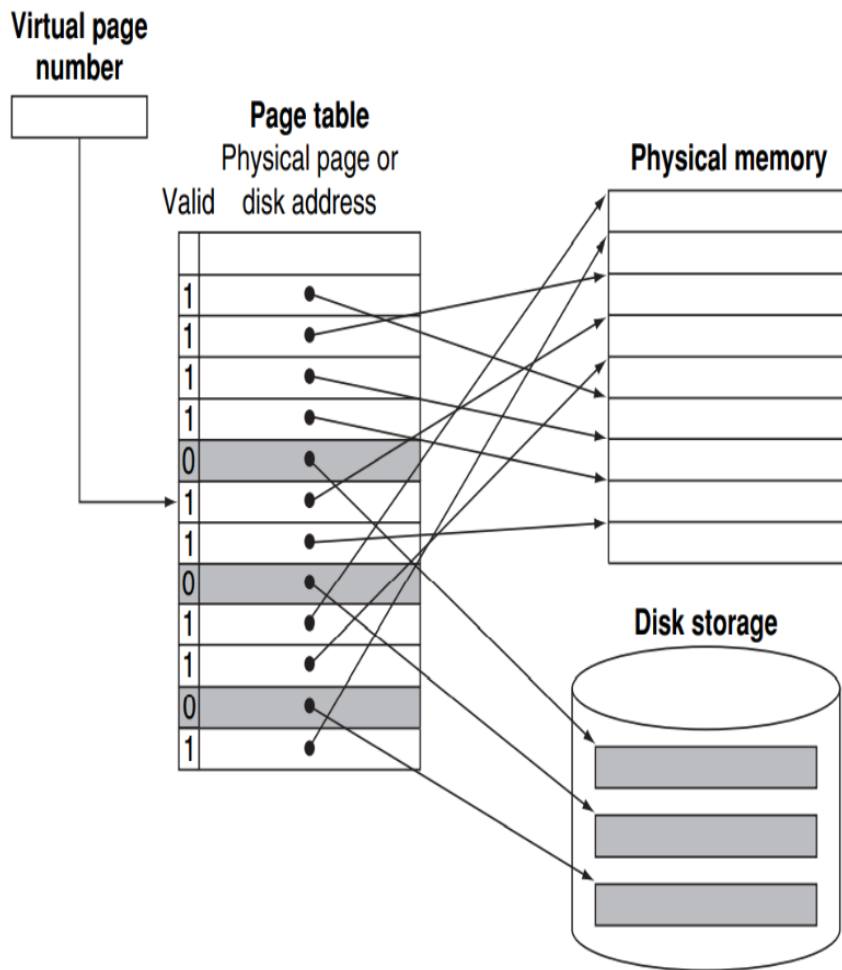 Virtual page
number
Page table
Physical page or
Valid disk address
Physical memory
1
1
1
1
0
1
1
0
1
1
0
1
Disk storage